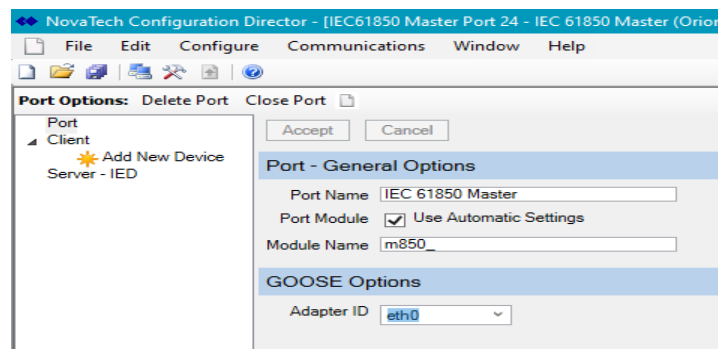 NovaTech Configuration Director - [IEC61850 Master Port 24 - IEC 61850 Master (Orion
File Edit Configure Communications Window Help
Port Options: Delete Port Close Port
Port
Client
Add New Device
Server - IED
Accept Cancel
Port - General Options
Port Name IEC 61850 Master
Port Module Use Automatic Settings
Module Name m850_
GOOSE Options
Adapter ID eth0